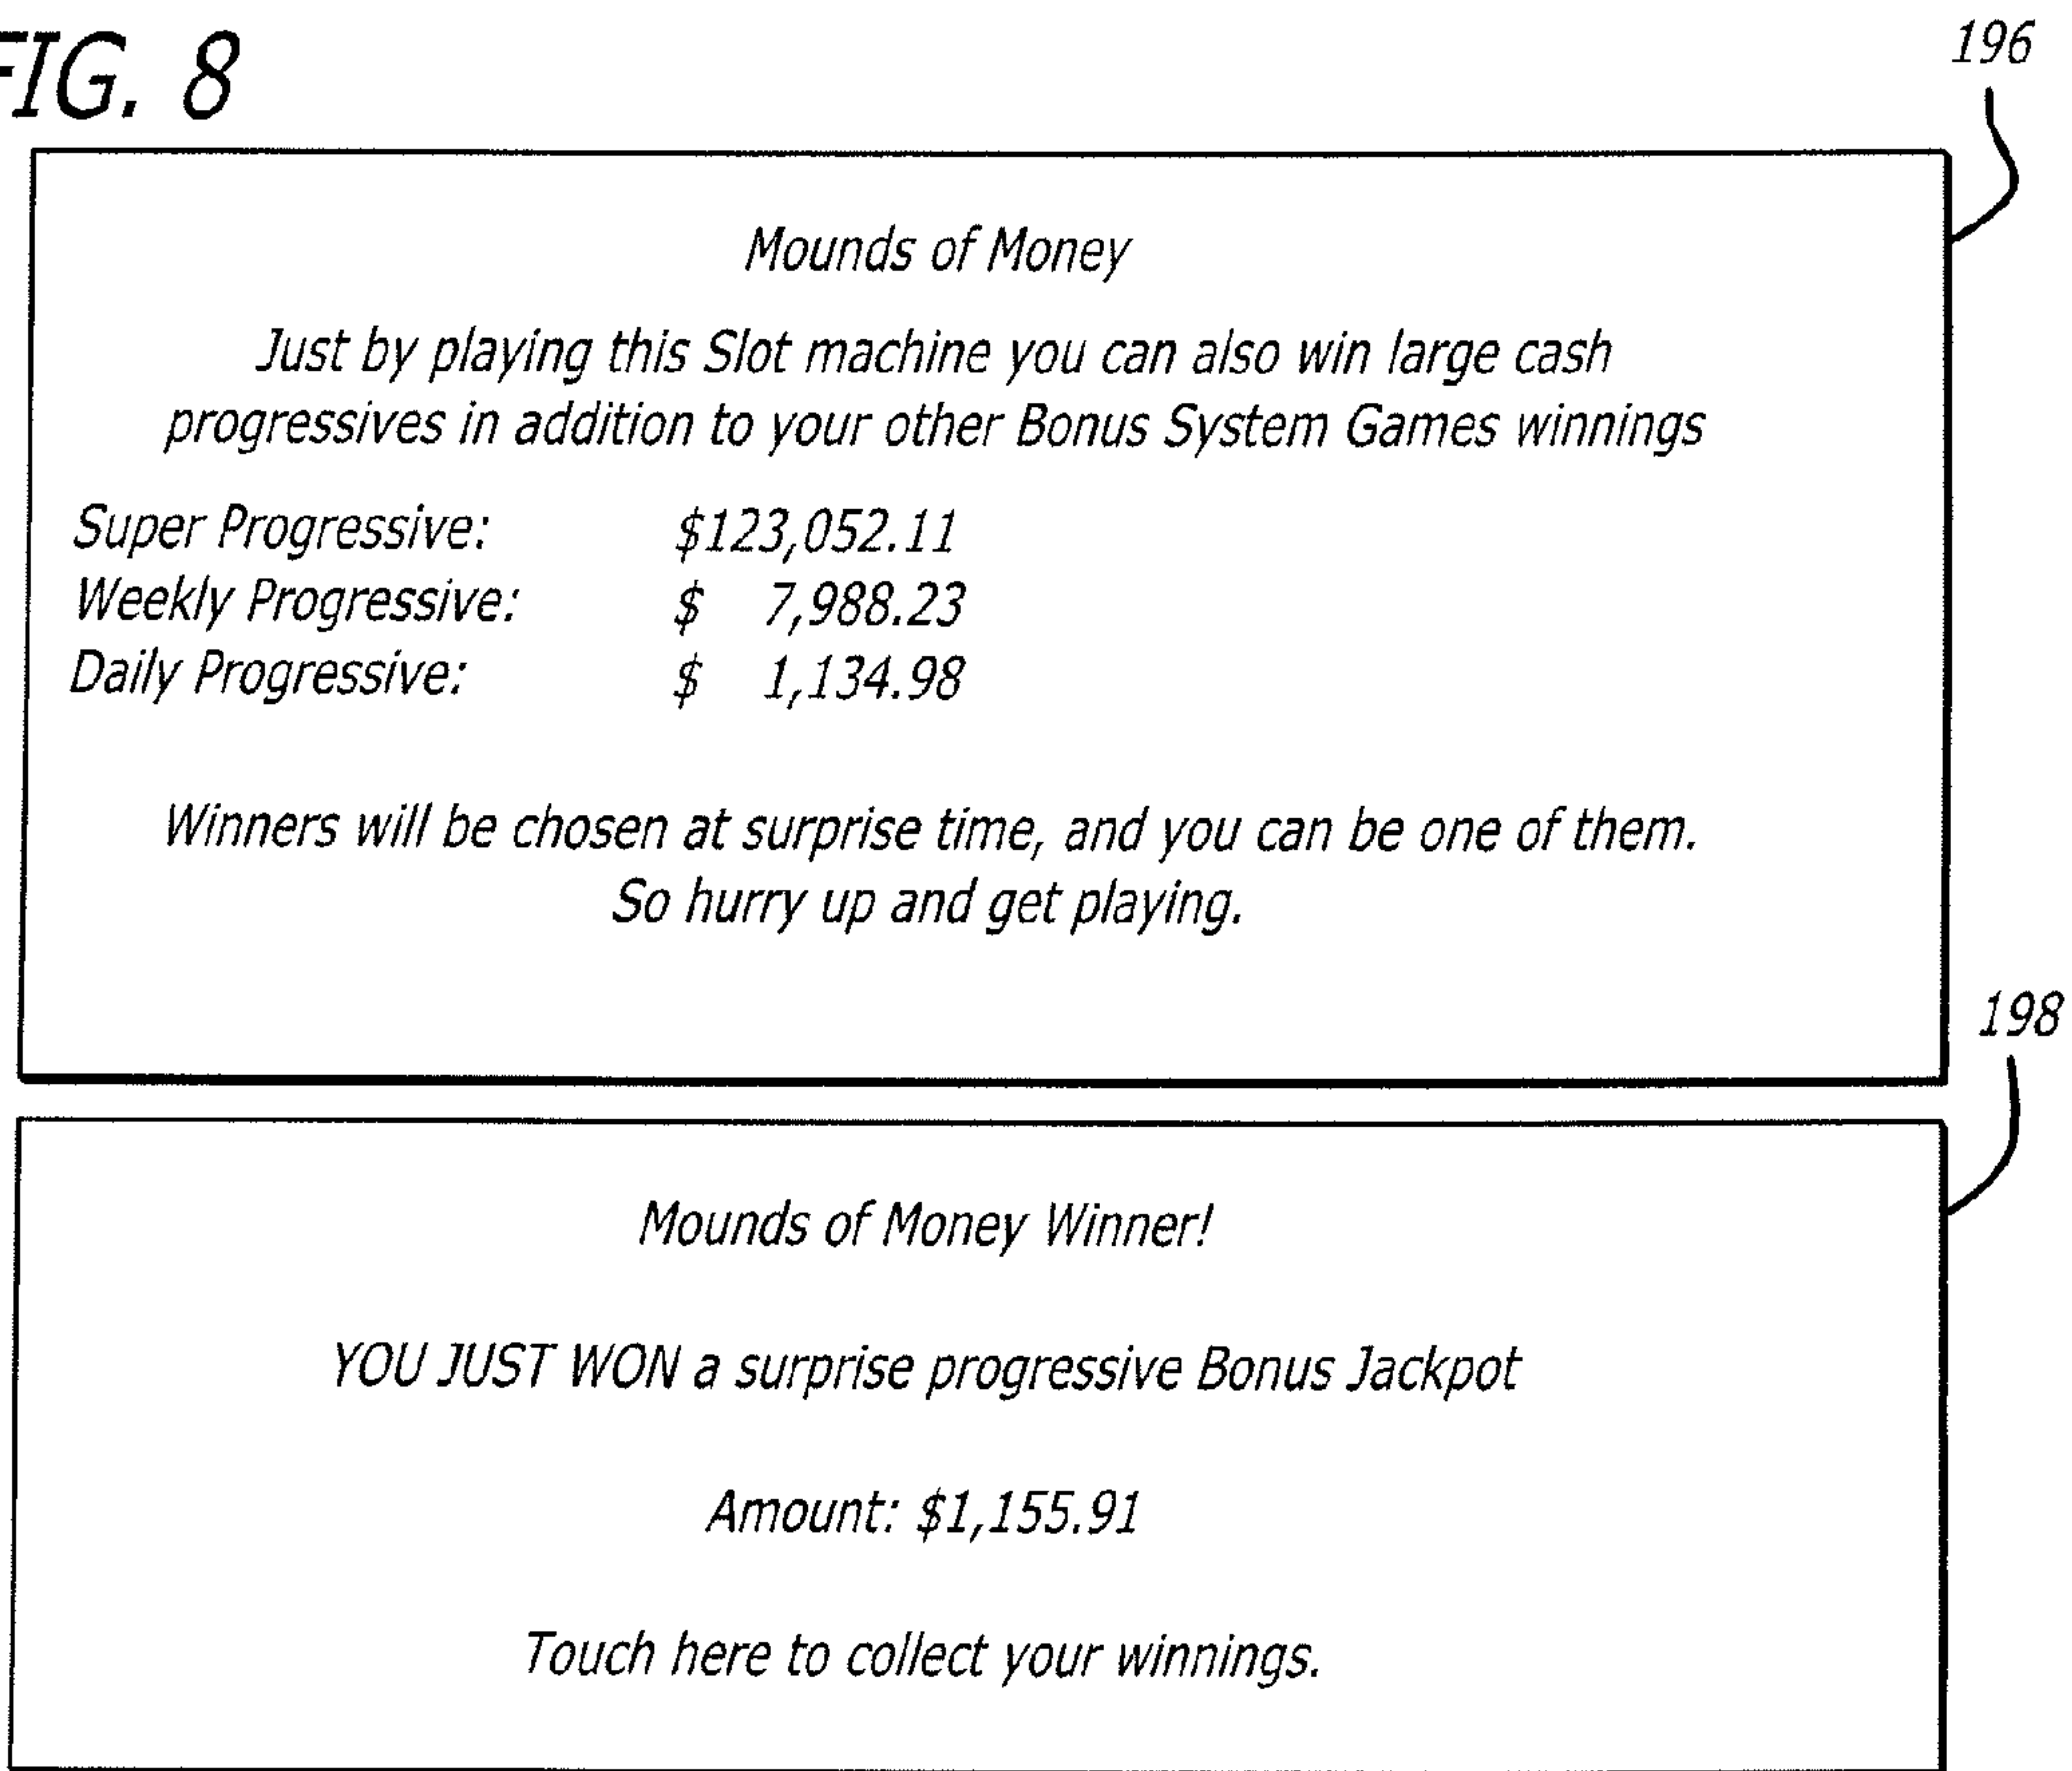 FIG. 8
196
Mounds of Money
Just by playing this Slot machine you can also win large cash
progressives in addition to your other Bonus System Games winnings
Super Progressive: $123,052.11
Weekly Progressive: $ 7,988.23
Daily Progressive: $ 1,134.98
Winners will be chosen at surprise time, and you can be one of them.
So hurry up and get playing.
198
Mounds of Money Winner!
YOU JUST WON a surprise progressive Bonus Jackpot
Amount: $1,155.91
Touch here to collect your winnings.